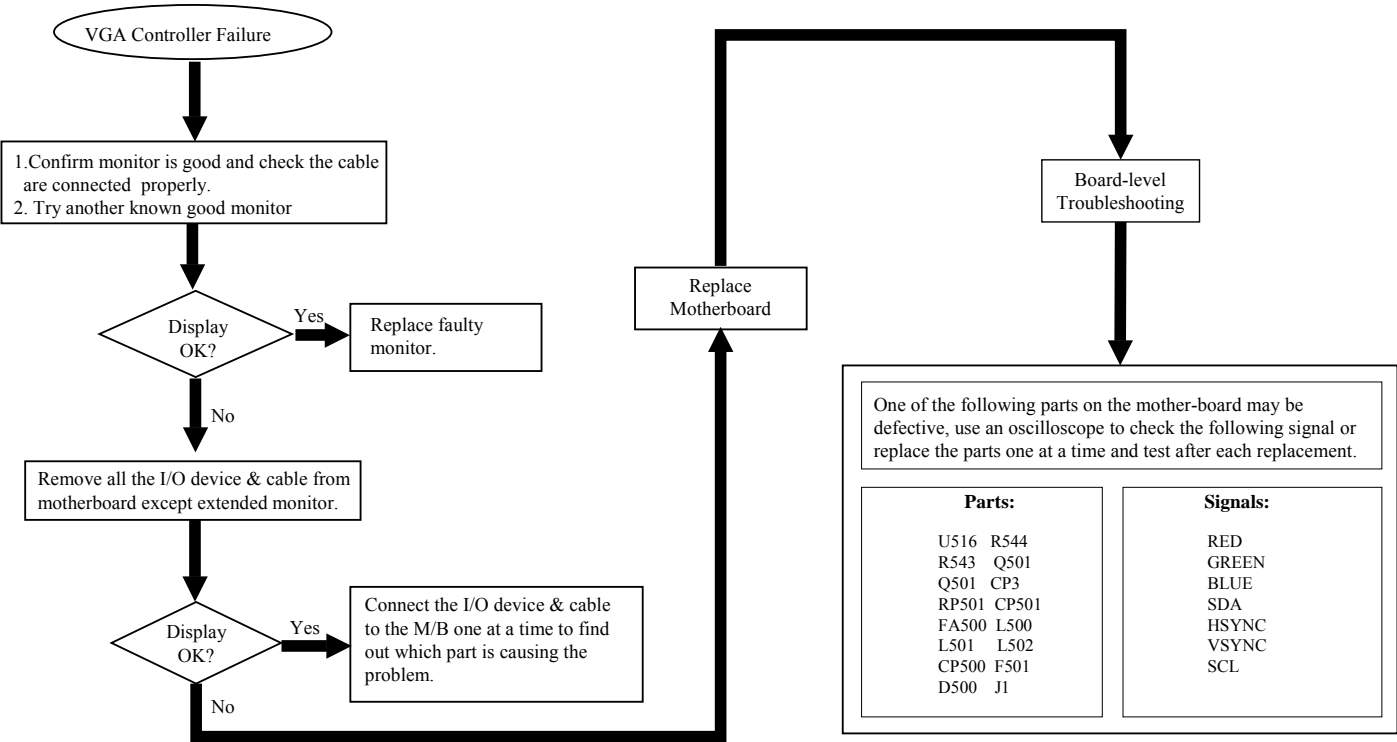 VGA Controller Failure
1.Confirm monitor is good and check the cable
are connected properly.
2. Try another known good monitor
Display
OK?
Yes
Replace faulty
monitor.
No
Remove all the I/O device & cable from
motherboard except extended monitor.
Display
OK?
Yes
Connect the I/O device & cable
to the M/B one at a time to find
out which part is causing the
problem.
No
Replace
Motherboard
Board-level
Troubleshooting
One of the following parts on the mother-board may be
defective, use an oscilloscope to check the following signal or
replace the parts one at a time and test after each replacement.
Parts:
U516 R544
R543 Q501
Q501 CP3
RP501 CP501
FA500 L500
L501 L502
CP500 F501
D500 J1
Signals:
RED
GREEN
BLUE
SDA
HSYNC
VSYNC
SCL